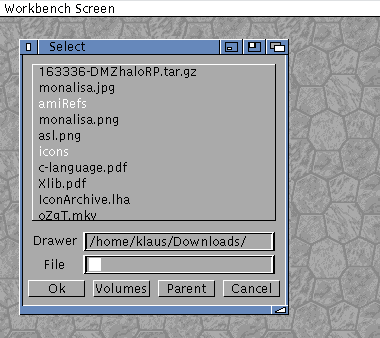 Workbench Screen
Select
163336-DMZhaloRP.tar.gz
monalisa.jpg
amiRefs
monalisa.png
asl.png
icons
c-language.pdf
Xlib.pdf
IconArchive.lha
oZqT.mkv
Drawer /home/klaus/Downloads/
File
Ok Volumes Parent Cancel